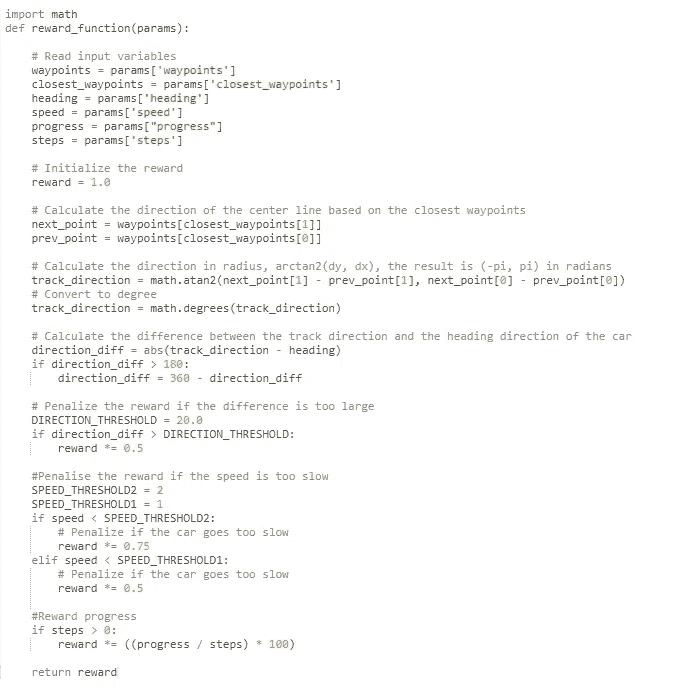 import math
def reward_function(params):

    # Read input variables
    waypoints = params['waypoints']
    closest_waypoints = params['closest_waypoints']
    heading = params['heading']
    speed = params['speed']
    progress = params["progress"]
    steps = params['steps']

    # Initialize the reward
    reward = 1.0

    # Calculate the direction of the center line based on the closest waypoints
    next_point = waypoints[closest_waypoints[1]]
    prev_point = waypoints[closest_waypoints[0]]

    # Calculate the direction in radius, arctan2(dy, dx), the result is (-pi, pi) in radians
    track_direction = math.atan2(next_point[1] - prev_point[1], next_point[0] - prev_point[0])
    # Convert to degree
    track_direction = math.degrees(track_direction)

    # Calculate the difference between the track direction and the heading direction of the car
    direction_diff = abs(track_direction - heading)
    if direction_diff > 180:
        direction_diff = 360 - direction_diff

    # Penalize the reward if the difference is too large
    DIRECTION_THRESHOLD = 20.0
    if direction_diff > DIRECTION_THRESHOLD:
        reward *= 0.5

    #Penalise the reward if the speed is too slow
    SPEED_THRESHOLD2 = 2
    SPEED_THRESHOLD1 = 1
    if speed < SPEED_THRESHOLD2:
        # Penalize if the car goes too slow
        reward *= 0.75
    elif speed < SPEED_THRESHOLD1:
        # Penalize if the car goes too slow
        reward *= 0.5

    #Reward progress
    if steps > 0:
        reward *= ((progress / steps) * 100)

    return reward